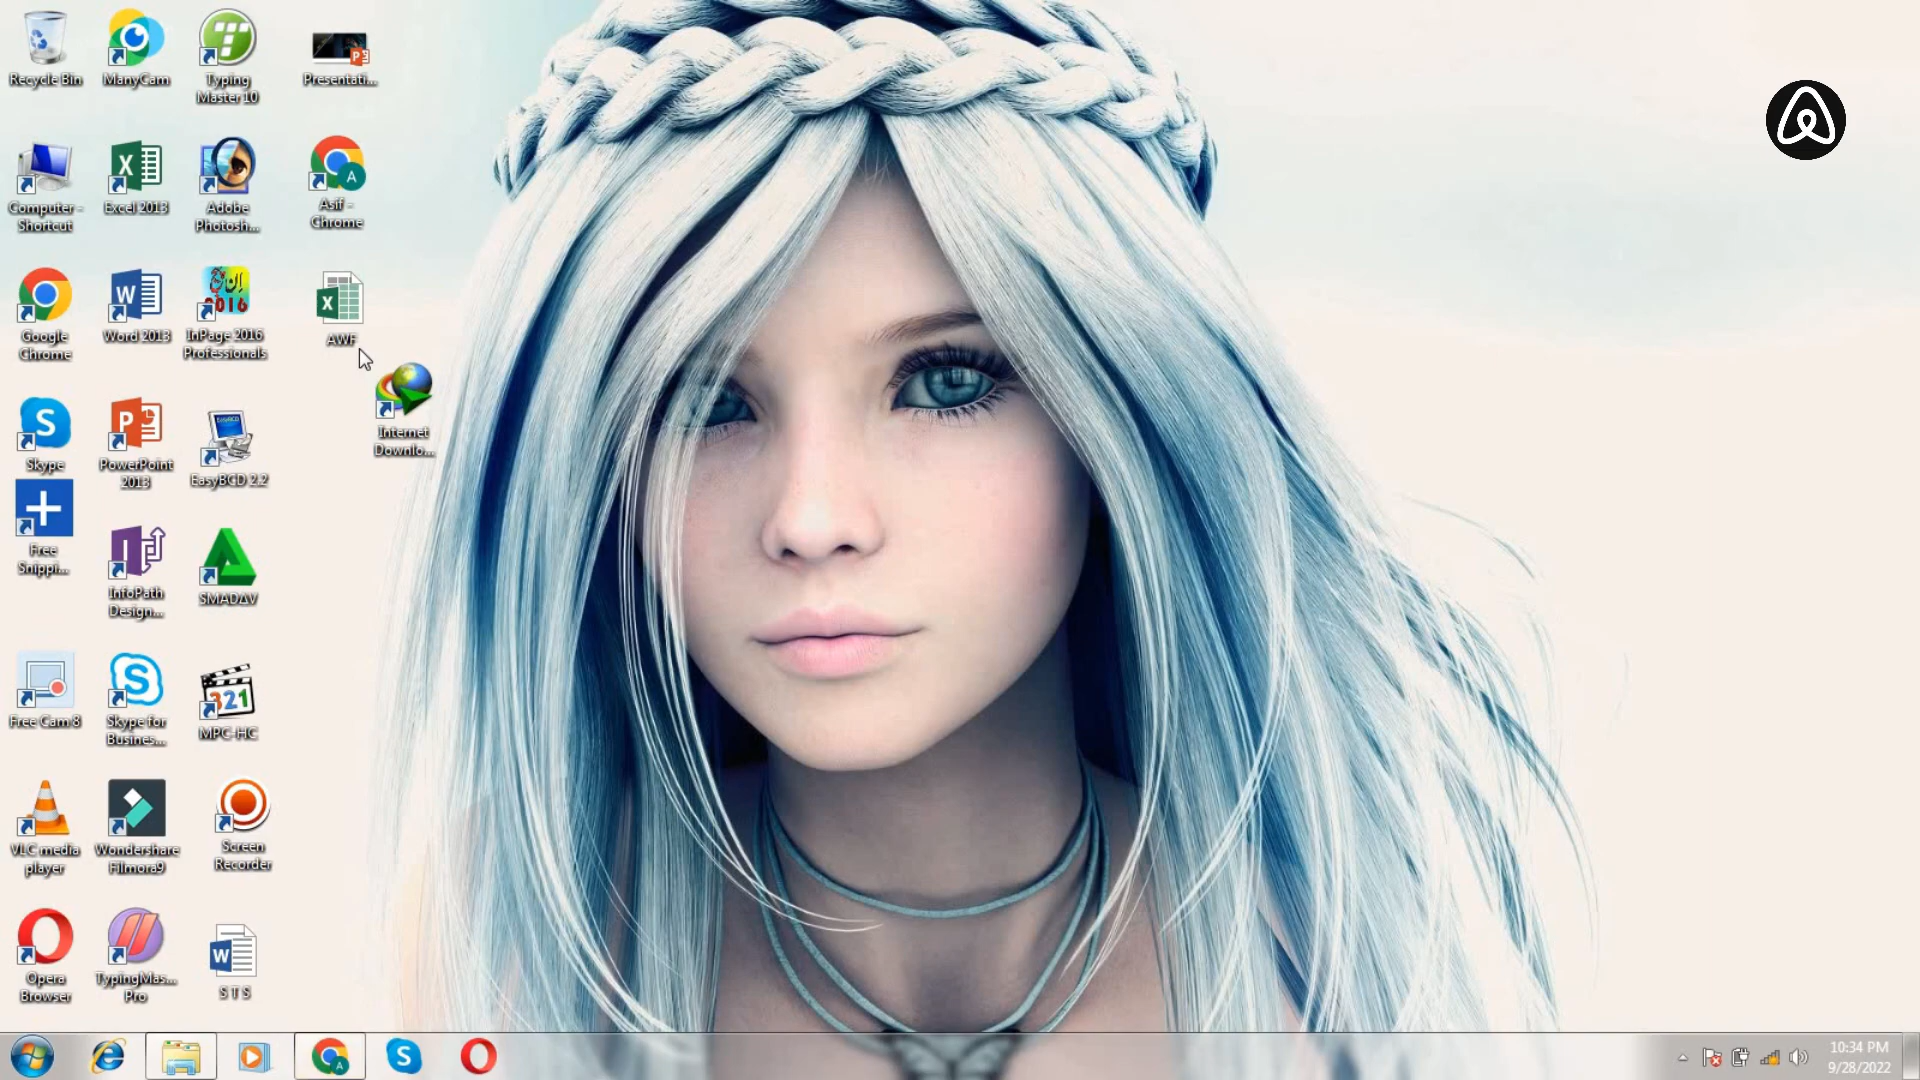 Recycle Bin
ManyCam
Typing
Master 10
Presentati...
Computer -
Shortcut
Excel 2013
Adobe
Photosh...
Asif -
Chrome
Google
Chrome
Word 2013
InPage 2016
Professionals
AWF
Skype
PowerPoint
2013
EasyBCD 2.2
Internet
Downlo...
Free
Snippi...
InfoPath
Design...
SMADΔV
Free Cam 8
Skype for
Busines...
MPC-HC
VLC media
player
Wondershare
Filmora9
Screen
Recorder
Opera
Browser
TypingMas...
Pro
S T S
10:34 PM
9/28/2022